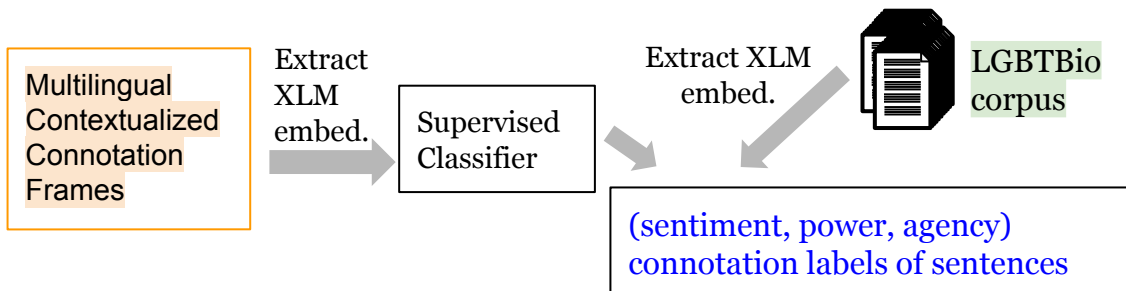 Multilingual
Contextualized
Connotation
Frames
Extract
XLM
embed.
Supervised
Classifier
Extract XLM
embed.
LGBTBio
corpus
(sentiment, power, agency)
connotation labels of sentences